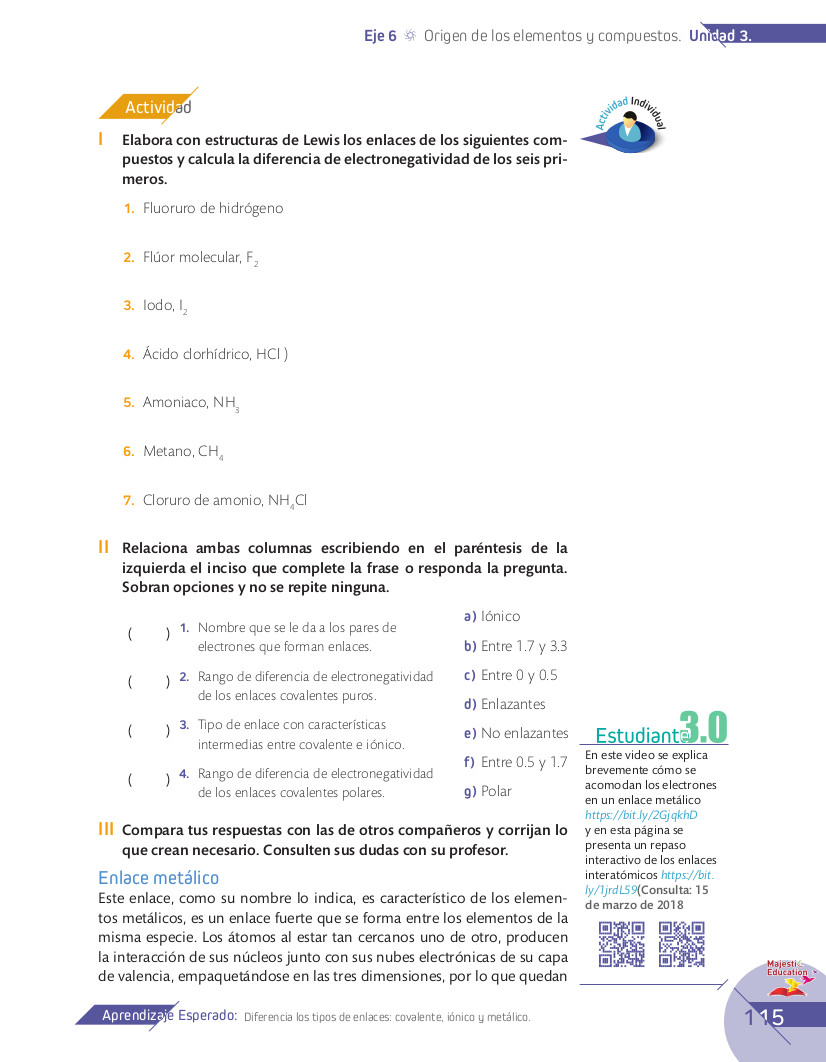 Eje 6 Origen de los elementos y compuestos. Unidad 3.
Actividad
Actividad Individual
I Elabora con estructuras de Lewis los enlaces de los siguientes com-
puestos y calcula la diferencia de electronegatividad de los seis pri-
meros.
1. Fluoruro de hidrógeno
2. Flúor molecular, F2
3. Iodo, I2
4. Ácido clorhídrico, HCl )
5. Amoniaco, NH3
6. Metano, CH4
7. Cloruro de amonio, NH4Cl
II Relaciona ambas columnas escribiendo en el paréntesis de la
izquierda el inciso que complete la frase o responda la pregunta.
Sobran opciones y no se repite ninguna.
( ) 1. Nombre que se le da a los pares de
electrones que forman enlaces.
( ) 2. Rango de diferencia de electronegatividad
de los enlaces covalentes puros.
( ) 3. Tipo de enlace con características
intermedias entre covalente e iónico.
( ) 4. Rango de diferencia de electronegatividad
de los enlaces covalentes polares.
a) Iónico
b) Entre 1.7 y 3.3
c) Entre 0 y 0.5
d) Enlazantes
e) No enlazantes
f) Entre 0.5 y 1.7
g) Polar
III Compara tus respuestas con las de otros compañeros y corrijan lo
que crean necesario. Consulten sus dudas con su profesor.
Enlace metálico
Este enlace, como su nombre lo indica, es característico de los elemen-
tos metálicos, es un enlace fuerte que se forma entre los elementos de la
misma especie. Los átomos al estar tan cercanos uno de otro, producen
la interacción de sus núcleos junto con sus nubes electrónicas de su capa
de valencia, empaquetándose en las tres dimensiones, por lo que quedan
Estudiante 3.0
En este video se explica
brevemente cómo se
acomodan los electrones
en un enlace metálico
https://bit.ly/2GjqkhD
y en esta página se
presenta un repaso
interactivo de los enlaces
interatómicos https://bit.
ly/1jrdL59(Consulta: 15
de marzo de 2018
Majestic
Education
Aprendizaje Esperado: Diferencia los tipos de enlaces: covalente, iónico y metálico.
115